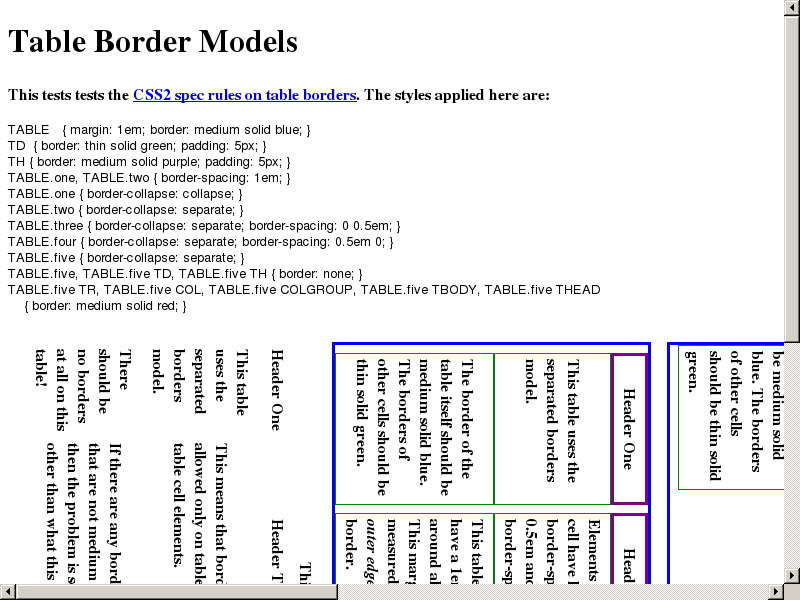 Table Border Models
This tests tests the CSS2 spec rules on table borders. The styles applied here are:
TABLE { margin: 1em; border: medium solid blue; }
TD { border: thin solid green; padding: 5px; }
TH { border: medium solid purple; padding: 5px; }
TABLE.one, TABLE.two { border-spacing: 1em; }
TABLE.one { border-collapse: collapse; }
TABLE.two { border-collapse: separate; }
TABLE.three { border-collapse: separate; border-spacing: 0 0.5em; }
TABLE.four { border-collapse: separate; border-spacing: 0.5em 0; }
TABLE.five { border-collapse: separate; }
TABLE.five, TABLE.five TD, TABLE.five TH { border: none; }
TABLE.five TR, TABLE.five COL, TABLE.five COLGROUP, TABLE.five TBODY, TABLE.five THEAD
{ border: medium solid red; }
be medium solid
blue. The borders
of other cells
should be thin solid
green.
Header One
This table uses the
separated borders
model.
The border of the
table itself should be
medium solid blue.
The borders of
other cells should be
thin solid green.
Head
Elements
cell have
border-sp
0.5em and
border-sp
This table
have a 1em
around al
This marg
measured
outer edge
border.
Thi
Header One
This table
uses the
separated
borders
model.
There
should be
no borders
at all on this
table!
Header T
This means that bord
allowed only on table
table cell elements.
If there are any bord
that are not medium
then the problem is s
other than what this